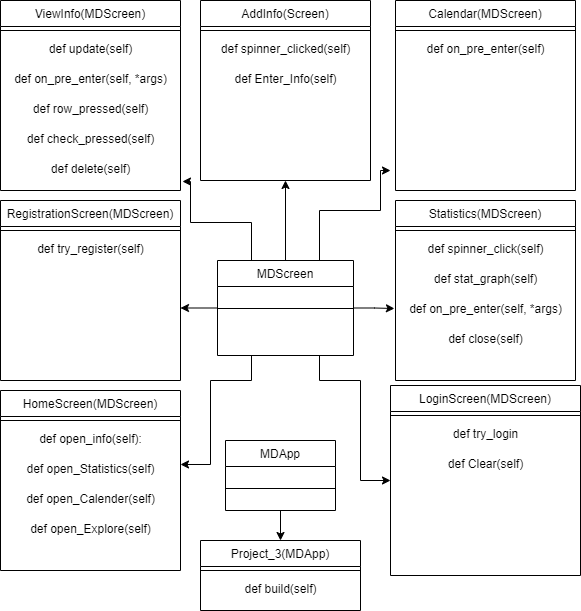 ViewInfo(MDScreen)
def update(self)
def on_pre_enter(self, *args)
def row_pressed(self)
def check_pressed(self)
def delete(self)
AddInfo(Screen)
def spinner_clicked(self)
def Enter_Info(self)
Calendar(MDScreen)
def on_pre_enter(self)
RegistrationScreen(MDScreen)
def try_register(self)
MDScreen
Statistics(MDScreen)
def spinner_click(self)
def stat_graph(self)
def on_pre_enter(self, *args)
def close(self)
HomeScreen(MDScreen)
def open_info(self):
def open_Statistics(self)
def open_Calender(self)
def open_Explore(self)
MDApp
LoginScreen(MDScreen)
def try_login
def Clear(self)
Project_3(MDApp)
def build(self)